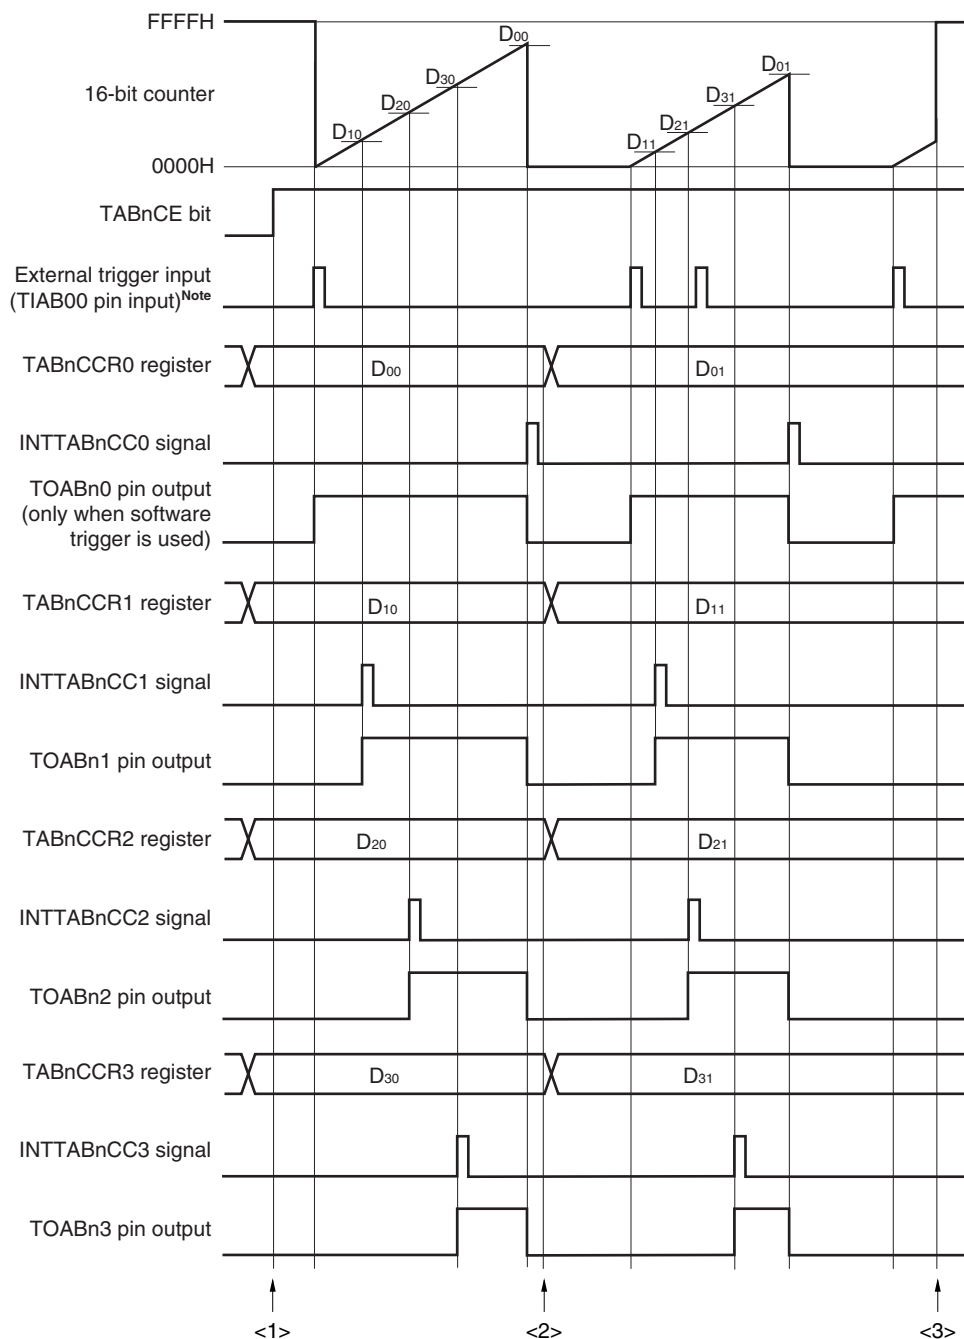 FFFFH
D00
D01
D30
D31
16-bit counter
D20
D21
D10
D11
0000H
TABnCE bit
External trigger input
(TIAB00 pin input)Note
TABnCCR0 register
D00
D01
INTTABnCC0 signal
TOABn0 pin output
(only when software
trigger is used)
TABnCCR1 register
D10
D11
INTTABnCC1 signal
TOABn1 pin output
TABnCCR2 register
D20
D21
INTTABnCC2 signal
TOABn2 pin output
TABnCCR3 register
D30
D31
INTTABnCC3 signal
TOABn3 pin output
<1>
<2>
<3>